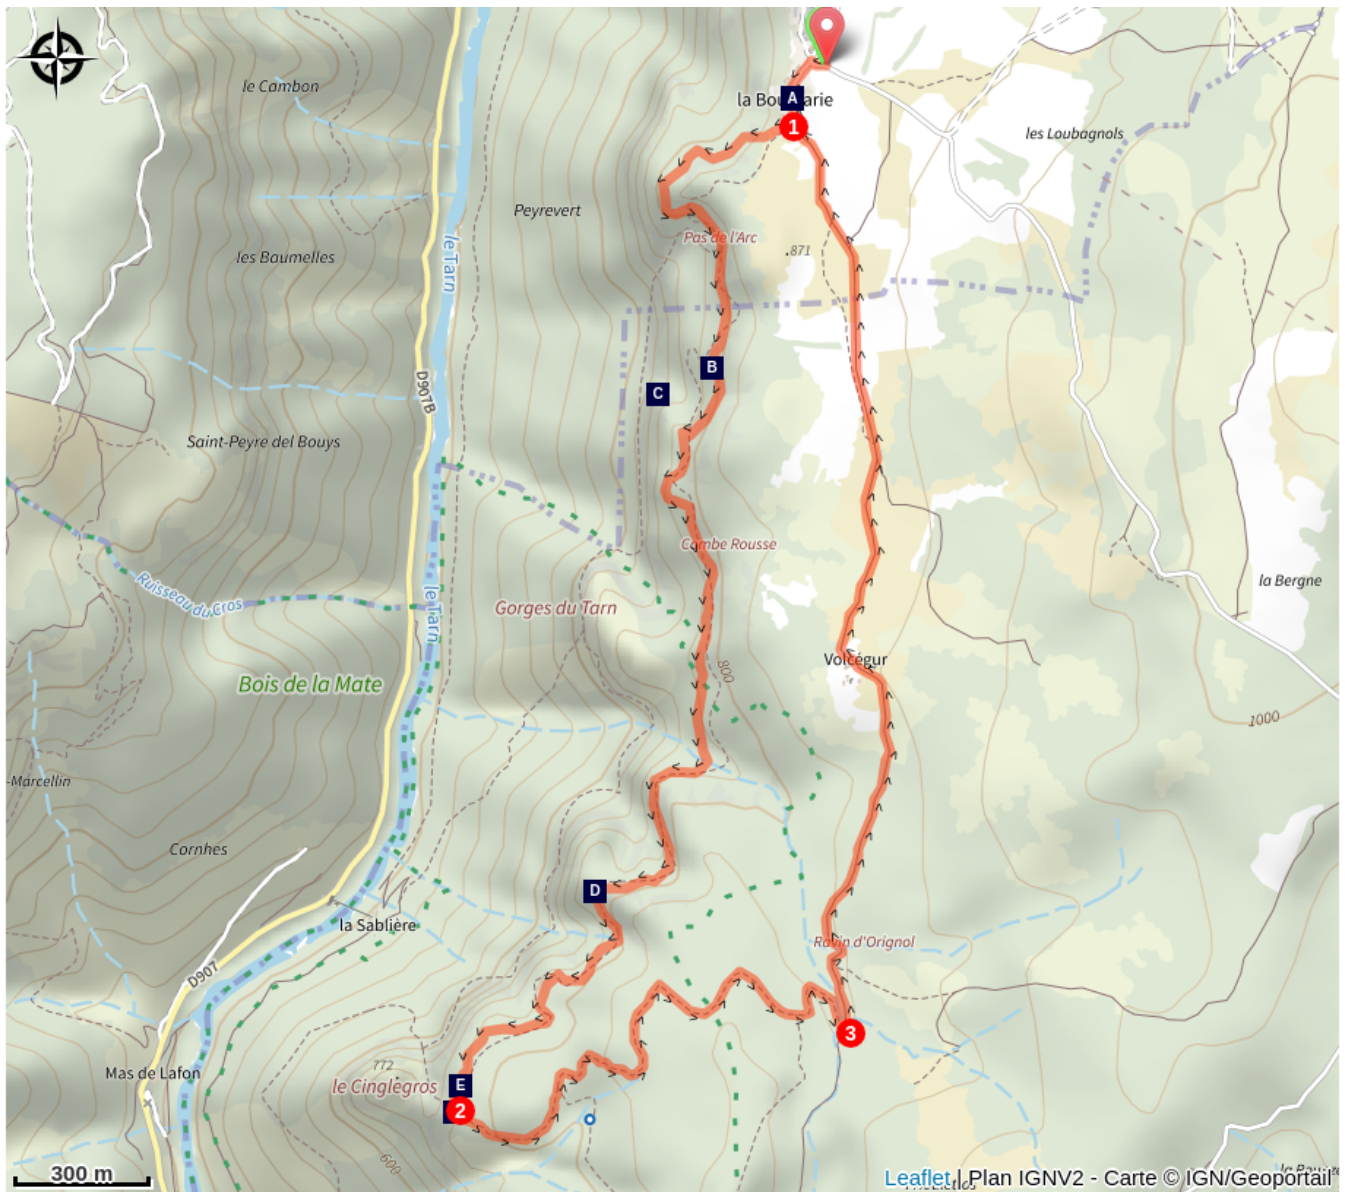 le Cambon
la Bou
arie
A
1
les Loubagnols
Peyrevert
Pas de l'Arc
.871
les Baumelles
le Tarn
B
C
D907B
Saint-Peyre del Bouys
Combe Rousse
Ruisseau du Cros
le Tarn
Gorges du Tarn
la Bergne
Volcégur
800
Bois de la Mate
1000
-Marcellin
Cornhes
D
la Sablière
Ravin d'Orignol
D907
3
772
Mas de Lafon
le Cinglegros
E
2
600
300 m
Leaflet | Plan IGNV2 - Carte © IGN/Geoportail